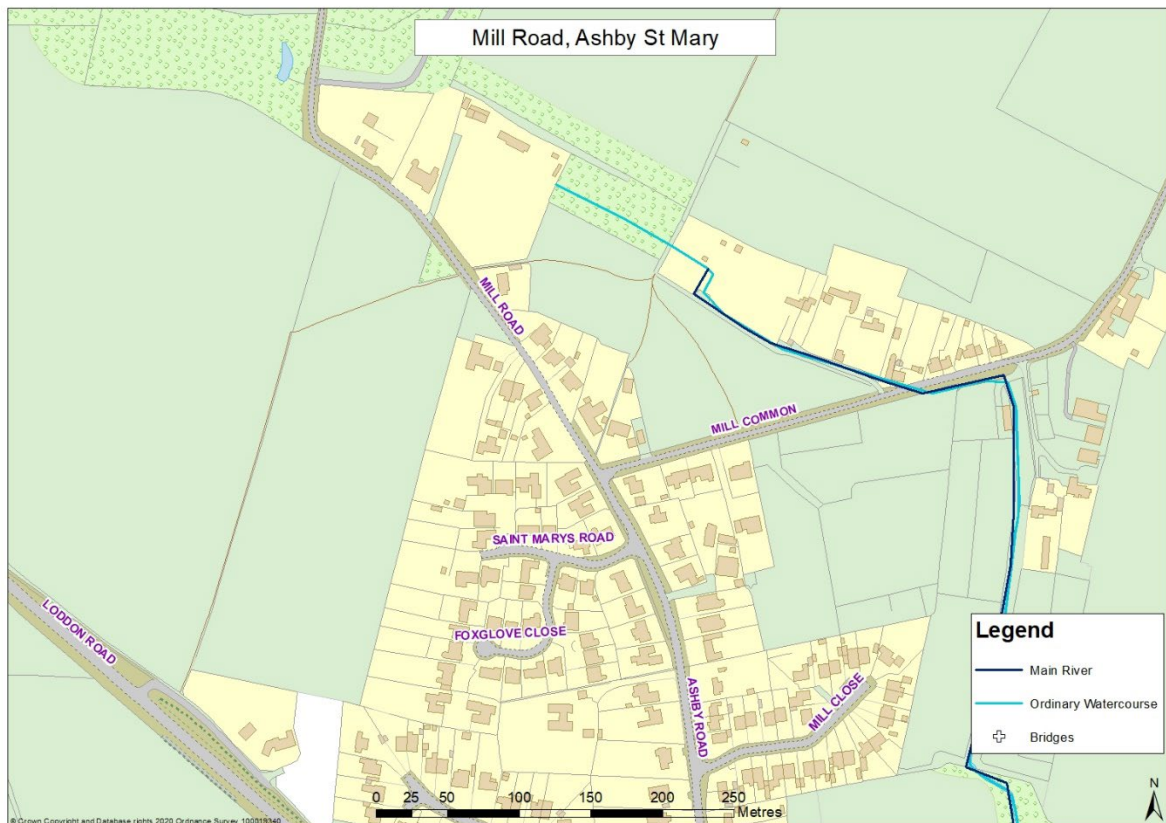 Mill Road, Ashby St Mary
MILL ROAD
MILL COMMON
SAINT MARYS ROAD
FOXGLOVE CLOSE
LODDON ROAD
ASHBY ROAD
MILL CLOSE
Legend
Main River
Ordinary Watercourse
Bridges
N
0 25 50 100 150 200 250
Metres
© Crown Copyright and Database rights 2020 Ordnance Survey 100019340